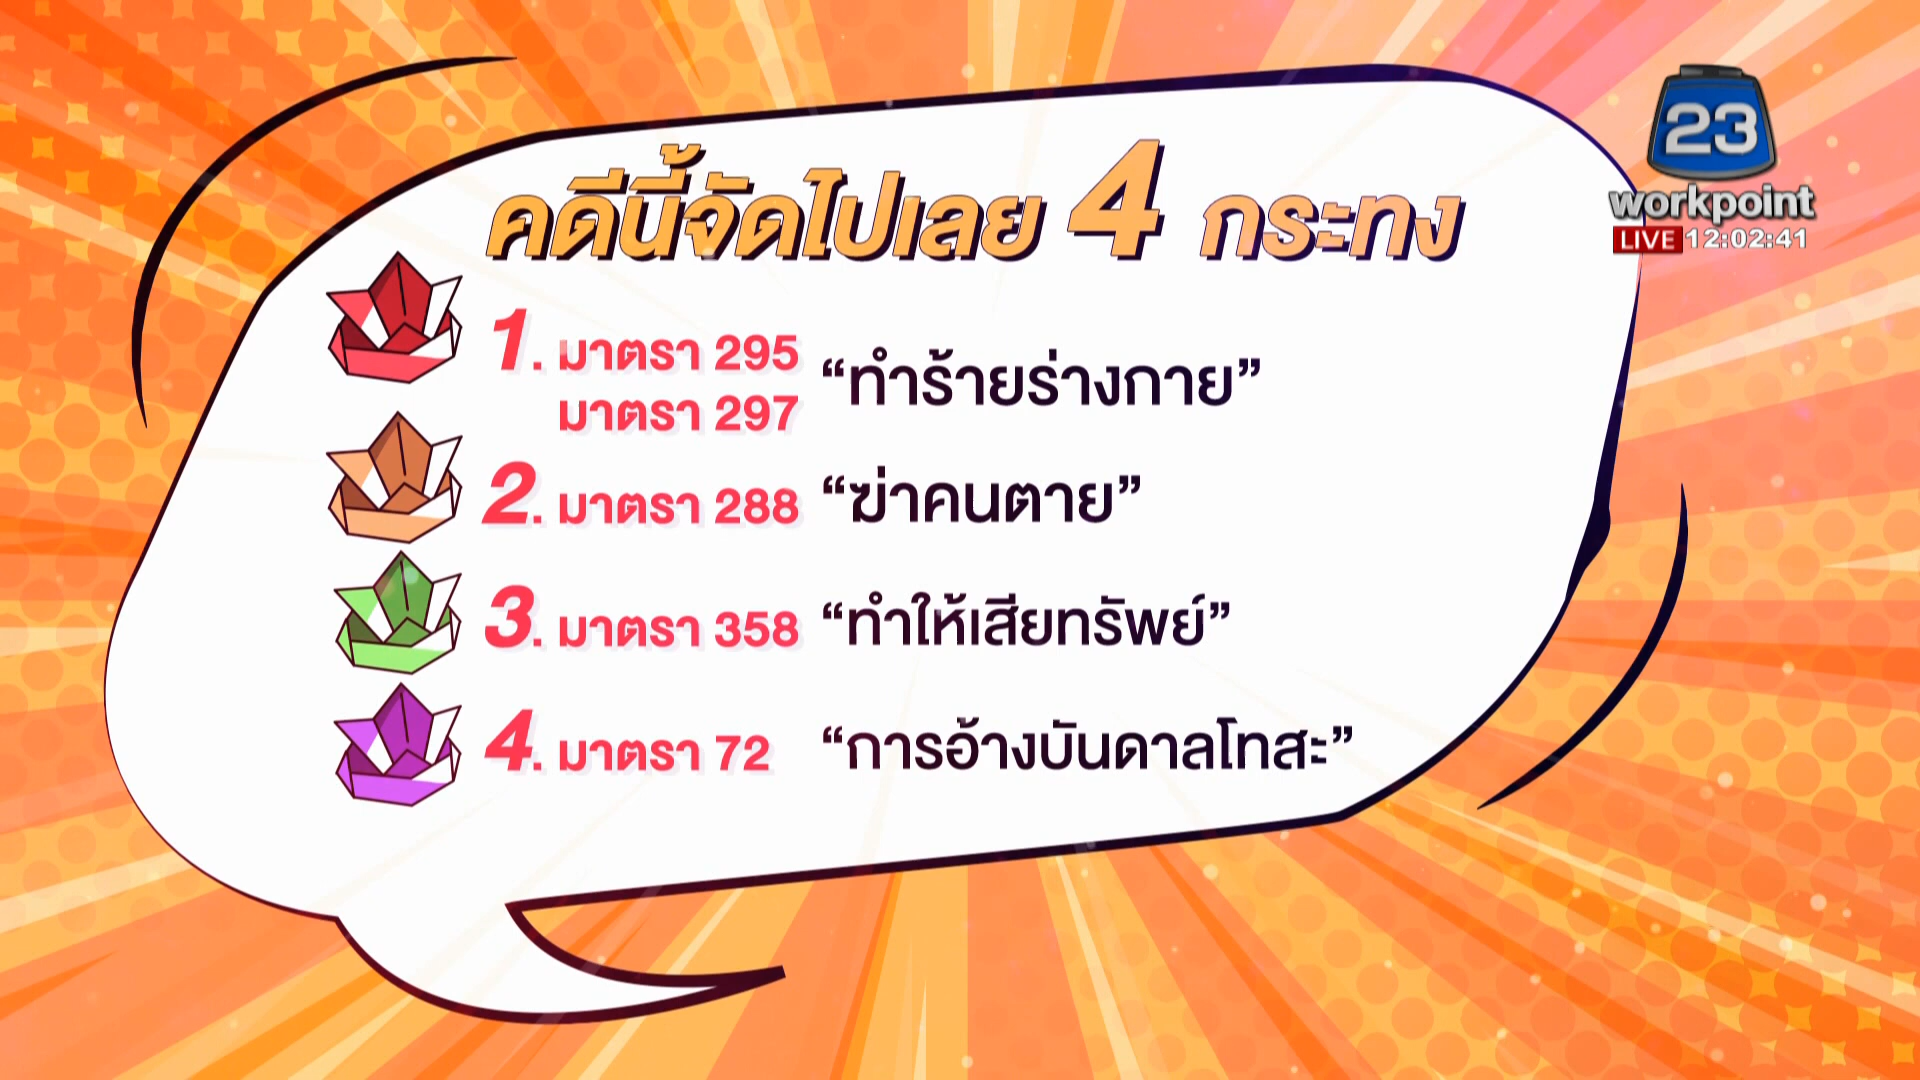 คดีนี้จัดไปเลย 4 กระทง
1. มาตรา 295
มาตรา 297
“ทำร้ายร่างกาย”
2. มาตรา 288 “ฆ่าคนตาย”
3. มาตรา 358 “ทำให้เสียทรัพย์”
4. มาตรา 72 “การอ้างบันดาลโทสะ”
23
workpoint
LIVE 12:02:41